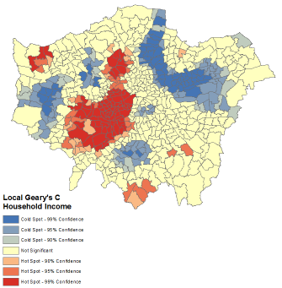 Local Geary's C
Household Income
Cold Spot - 99% Confidence
Cold Spot - 95% Confidence
Cold Spot - 90% Confidence
Not Significant
Hot Spot - 90% Confidence
Hot Spot - 95% Confidence
Hot Spot - 99% Confidence